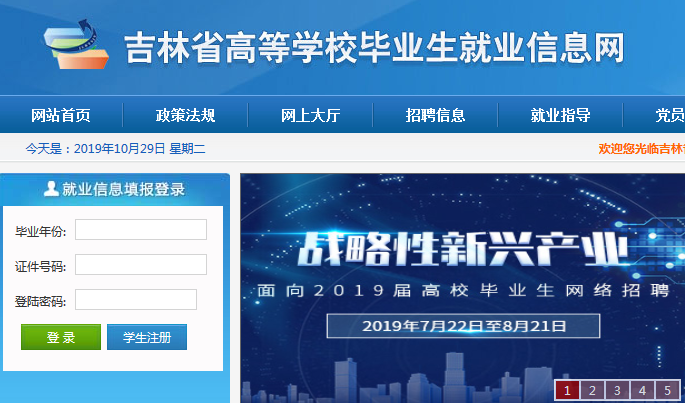 吉林省高等学校毕业生就业信息网
网站首页 政策法规 网上大厅 招聘信息 就业指导 党员
今天是：2019年10月29日 星期二 欢迎您光临吉林
就业信息填报登录
毕业年份:
证件号码:
登陆密码:
登 录 学生注册
战略性新兴产业
面向2019届高校毕业生网络招聘
2019年7月22日至8月21日
1 2 3 4 5